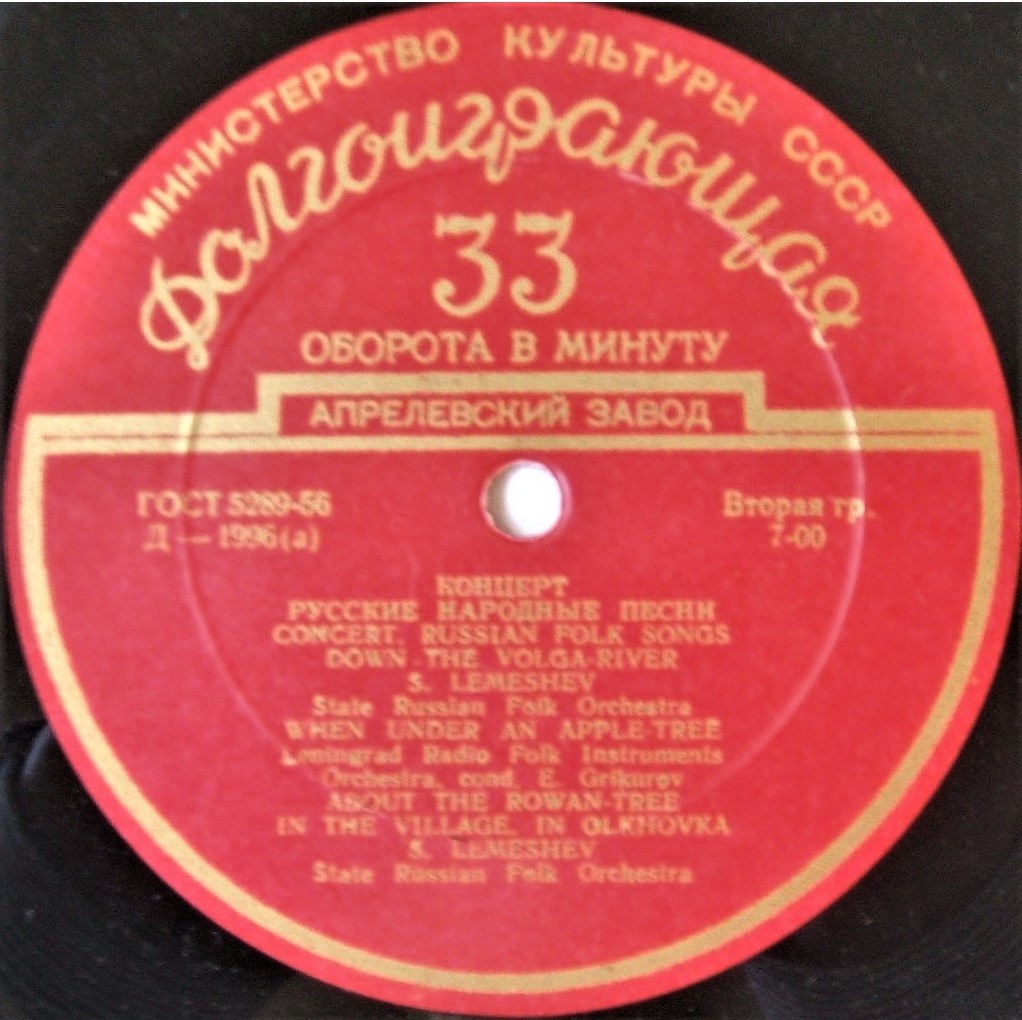 МИНИСТЕРСТВО КУЛЬТУРЫ СССР
Долгоиграющая
33
ОБОРОТА В МИНУТУ
АПРЕЛЕВСКИЙ ЗАВОД
ГОСТ 5289-56
Д — 1996 (а)
Вторая гр.
7-00
КОНЦЕРТ
РУССКИЕ НАРОДНЫЕ ПЕСНИ
CONCERT. RUSSIAN FOLK SONGS
DOWN THE VOLGA-RIVER
S. LEMESHEV
State Russian Folk Orchestra
WHEN UNDER AN APPLE-TREE
Leningrad Radio Folk Instruments
Orchestra, cond. E. Grikurov
ABOUT THE ROWAN-TREE
IN THE VILLAGE, IN OLKHOVKA
S. LEMESHEV
State Russian Folk Orchestra